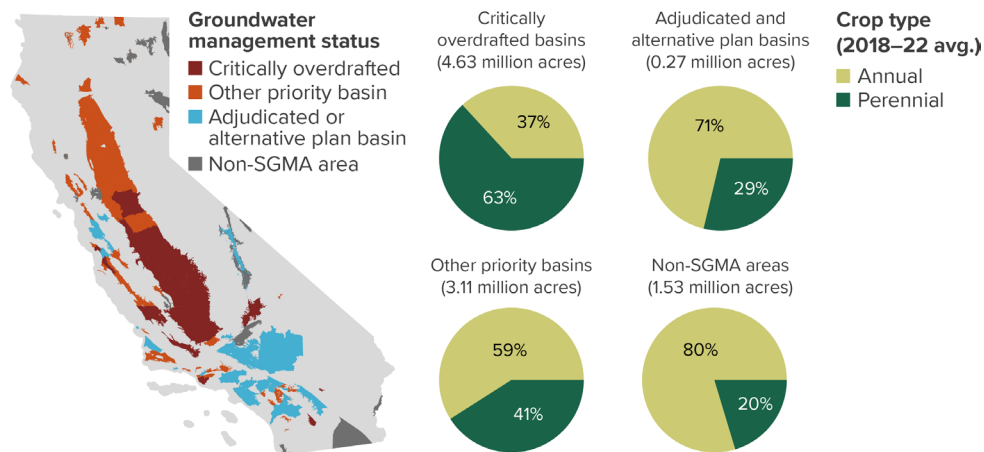 Groundwater
management status
Critically overdrafted
Other priority basin
Adjudicated or
alternative plan basin
Non-SGMA area
Critically
overdrafted basins
(4.63 million acres)
37%
63%
Adjudicated and
alternative plan basins
(0.27 million acres)
71%
29%
Crop type
(2018–22 avg.)
Annual
Perennial
Other priority basins
(3.11 million acres)
59%
41%
Non-SGMA areas
(1.53 million acres)
80%
20%